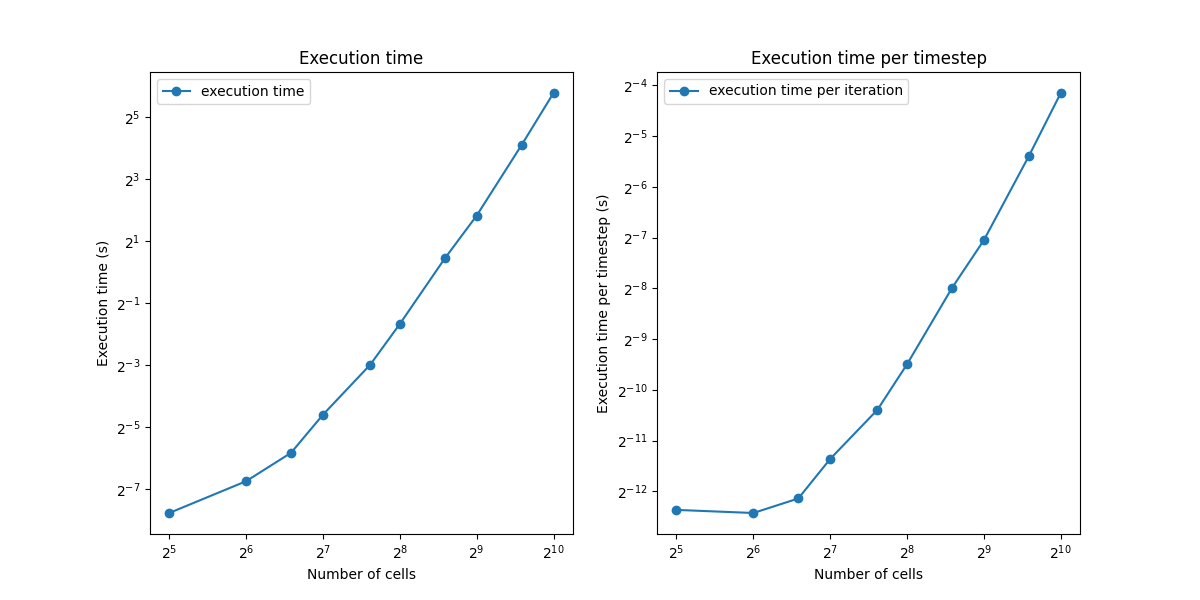 Execution time
execution time
2^5
2^3
2^1
2^−1
2^−3
2^−5
2^−7
Execution time (s)
2^5 2^6 2^7 2^8 2^9 2^10
Number of cells
Execution time per timestep
execution time per iteration
2^−4
2^−5
2^−6
2^−7
2^−8
2^−9
2^−10
2^−11
2^−12
Execution time per timestep (s)
2^5 2^6 2^7 2^8 2^9 2^10
Number of cells